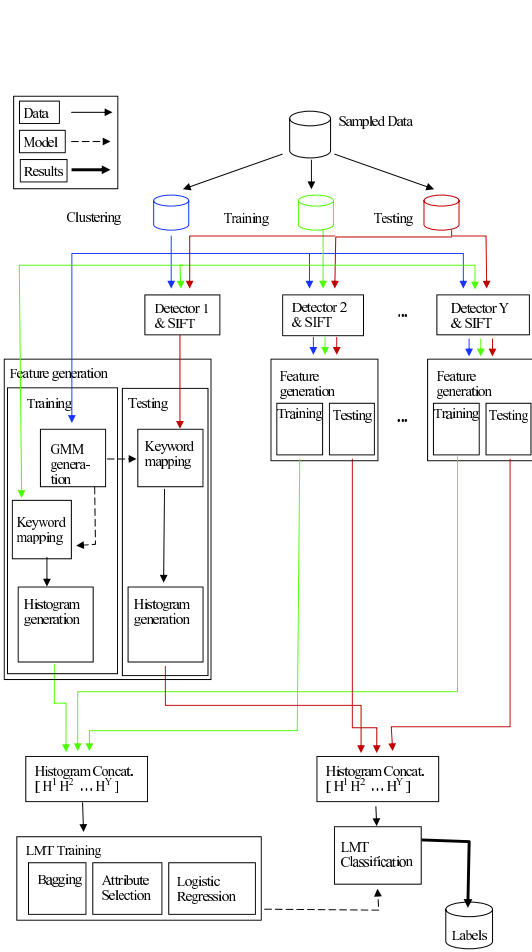 Data
Model
Results
Sampled Data
Clustering
Training
Testing
Detector 1
& SIFT
Detector 2
& SIFT
...
Detector Y
& SIFT
Feature generation
Training
Testing
GMM
genera-
tion
Keyword
mapping
Keyword
mapping
Histogram
generation
Histogram
generation
Feature
generation
Training
Testing
...
Feature
generation
Training
Testing
Histogram Concat.
[ H¹ H² ... Hʸ ]
Histogram Concat.
[ H¹ H² ... Hʸ ]
LMT Training
Bagging
Attribute
Selection
Logistic
Regression
LMT
Classification
Labels